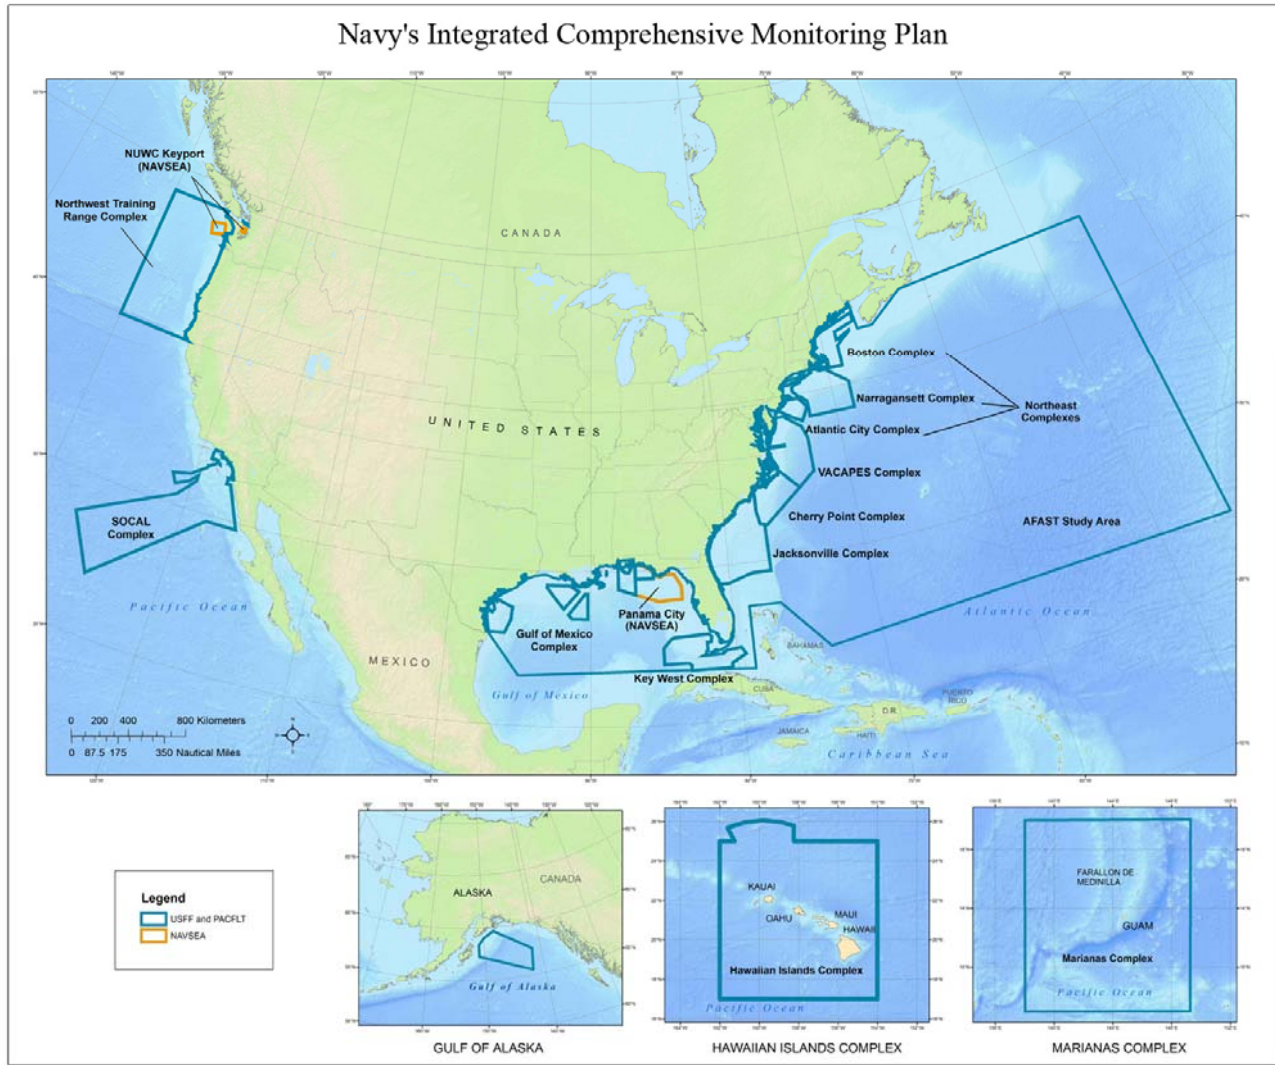 Navy's Integrated Comprehensive Monitoring Plan
NUWC Keyport
(NAVSEA)
Northwest Training
Range Complex
CANADA
UNITED STATES
Boston Complex
Narragansett Complex
Northeast
Complexes
Atlantic City Complex
VACAPES Complex
Cherry Point Complex
AFAST Study Area
Jacksonville Complex
SOCAL
Complex
Pacific Ocean
Atlantic Ocean
Panama City
(NAVSEA)
Gulf of Mexico
Complex
MEXICO
Key West Complex
Gulf of Mexico
BAHAMAS
CUBA
PUERTO
RICO
D.R.
JAMAICA
HAITI
Caribbean Sea
0 200 400 800 Kilometers
0 87.5 175 350 Nautical Miles
Legend
USFF and PACFLT
NAVSEA
ALASKA
CANADA
Gulf of Alaska
GULF OF ALASKA
KAUAI
OAHU
MAUI
HAWAII
Hawaiian Islands Complex
Pacific Ocean
HAWAIIAN ISLANDS COMPLEX
FARALLON DE
MEDINILLA
GUAM
Marianas Complex
Pacific Ocean
MARIANAS COMPLEX